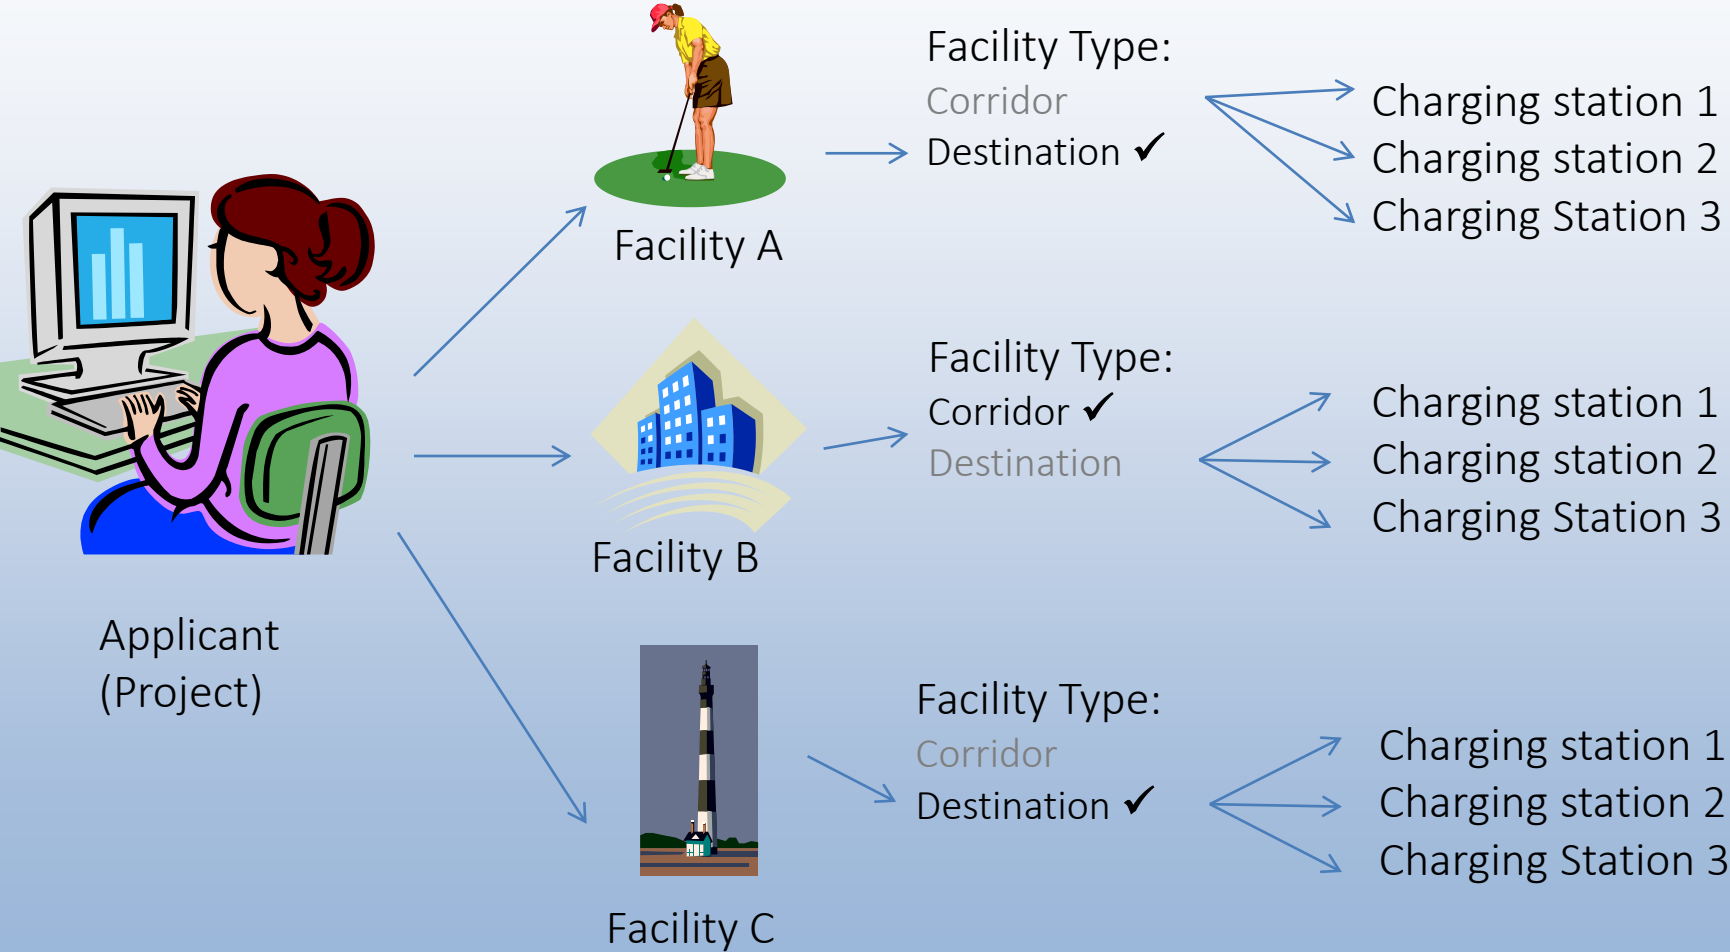 Applicant
(Project)
Facility A
Facility Type:
Corridor
Destination ✓
Charging station 1
Charging station 2
Charging Station 3
Facility B
Facility Type:
Corridor ✓
Destination
Charging station 1
Charging station 2
Charging Station 3
Facility C
Facility Type:
Corridor
Destination ✓
Charging station 1
Charging station 2
Charging Station 3